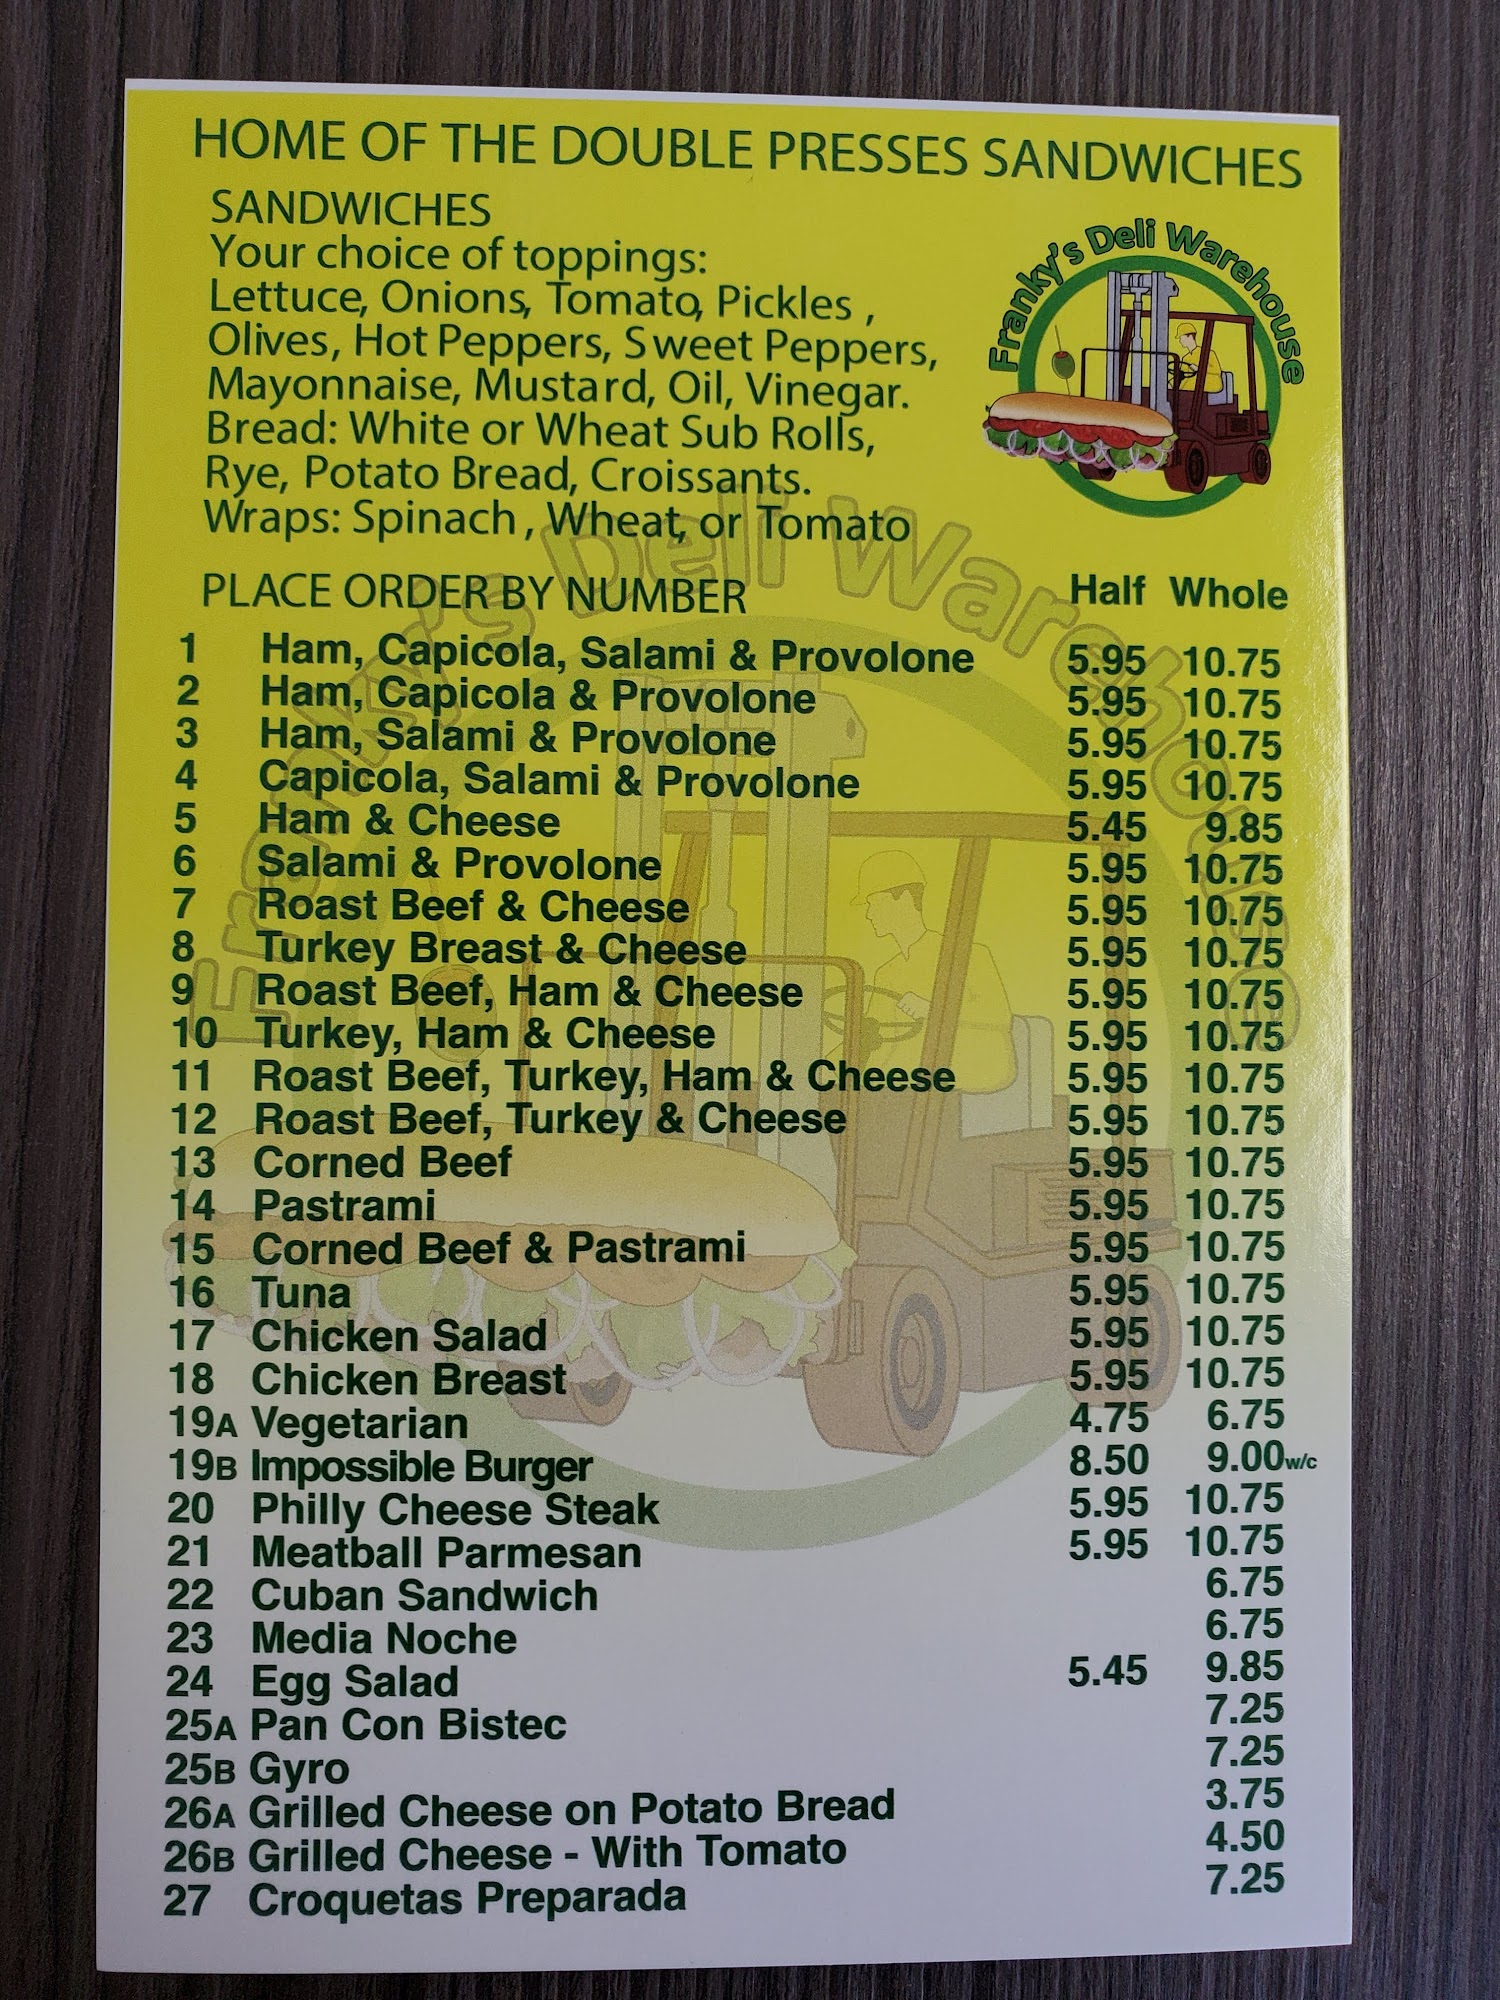 HOME OF THE DOUBLE PRESSES SANDWICHES
SANDWICHES
Your choice of toppings:
Lettuce, Onions, Tomato, Pickles ,
Olives, Hot Peppers, Sweet Peppers,
Mayonnaise, Mustard, Oil, Vinegar.
Bread: White or Wheat Sub Rolls,
Rye, Potato Bread, Croissants.
Wraps: Spinach , Wheat, or Tomato
Franky's Deli Warehouse
Franky's Deli Warehouse
PLACE ORDER BY NUMBER Half Whole
1 Ham, Capicola, Salami & Provolone 5.95 10.75
2 Ham, Capicola & Provolone 5.95 10.75
3 Ham, Salami & Provolone 5.95 10.75
4 Capicola, Salami & Provolone 5.95 10.75
5 Ham & Cheese 5.45 9.85
6 Salami & Provolone 5.95 10.75
7 Roast Beef & Cheese 5.95 10.75
8 Turkey Breast & Cheese 5.95 10.75
9 Roast Beef, Ham & Cheese 5.95 10.75
10 Turkey, Ham & Cheese 5.95 10.75
11 Roast Beef, Turkey, Ham & Cheese 5.95 10.75
12 Roast Beef, Turkey & Cheese 5.95 10.75
13 Corned Beef 5.95 10.75
14 Pastrami 5.95 10.75
15 Corned Beef & Pastrami 5.95 10.75
16 Tuna 5.95 10.75
17 Chicken Salad 5.95 10.75
18 Chicken Breast 5.95 10.75
19A Vegetarian 4.75 6.75
19B Impossible Burger 8.50 9.00w/c
20 Philly Cheese Steak 5.95 10.75
21 Meatball Parmesan 5.95 10.75
22 Cuban Sandwich 6.75
23 Media Noche 6.75
24 Egg Salad 5.45 9.85
25A Pan Con Bistec 7.25
25B Gyro 7.25
26A Grilled Cheese on Potato Bread 3.75
26B Grilled Cheese - With Tomato 4.50
27 Croquetas Preparada 7.25